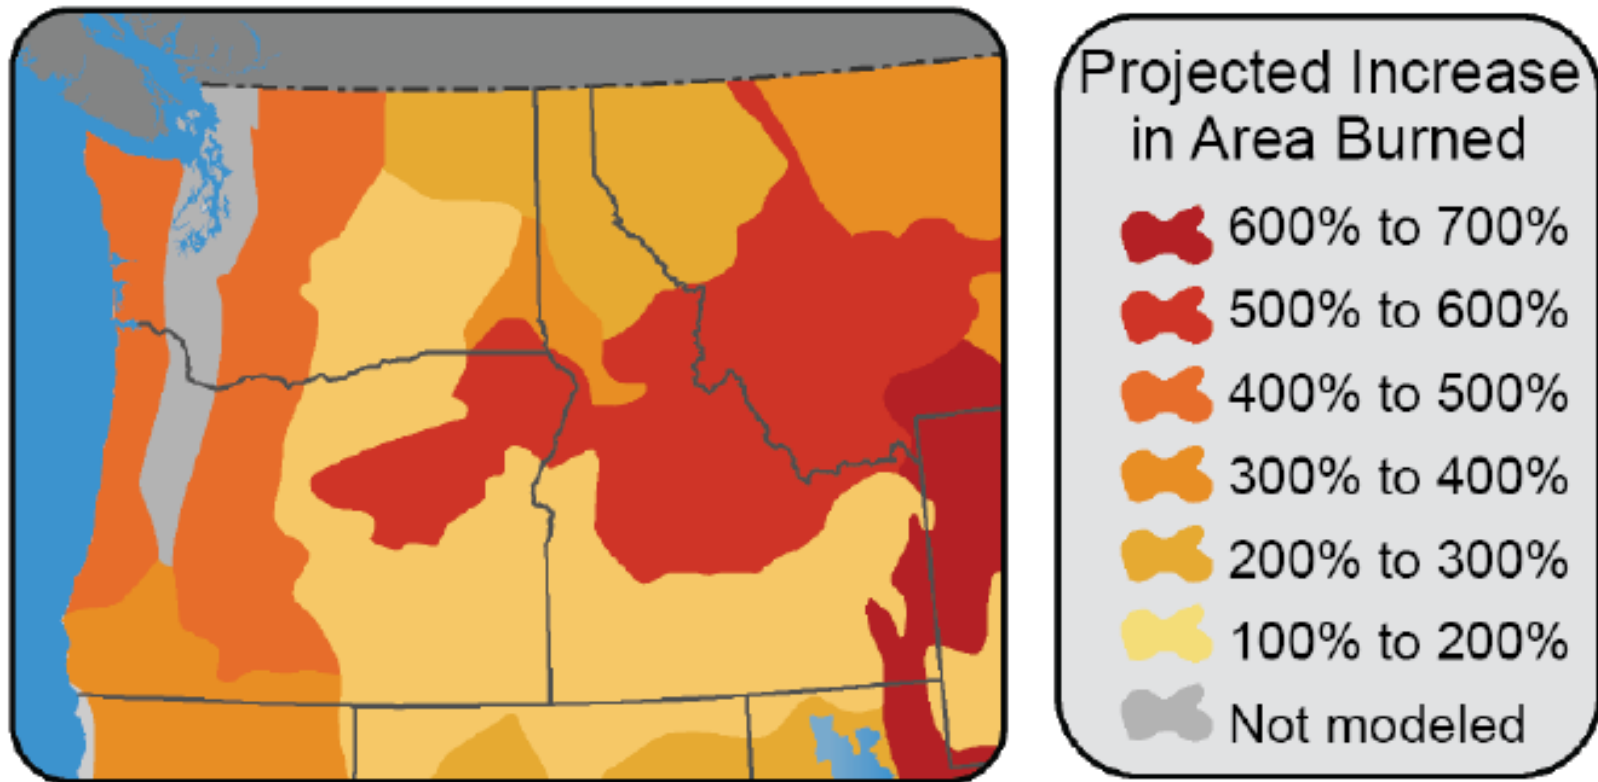 Projected Increase
in Area Burned
600% to 700%
500% to 600%
400% to 500%
300% to 400%
200% to 300%
100% to 200%
Not modeled